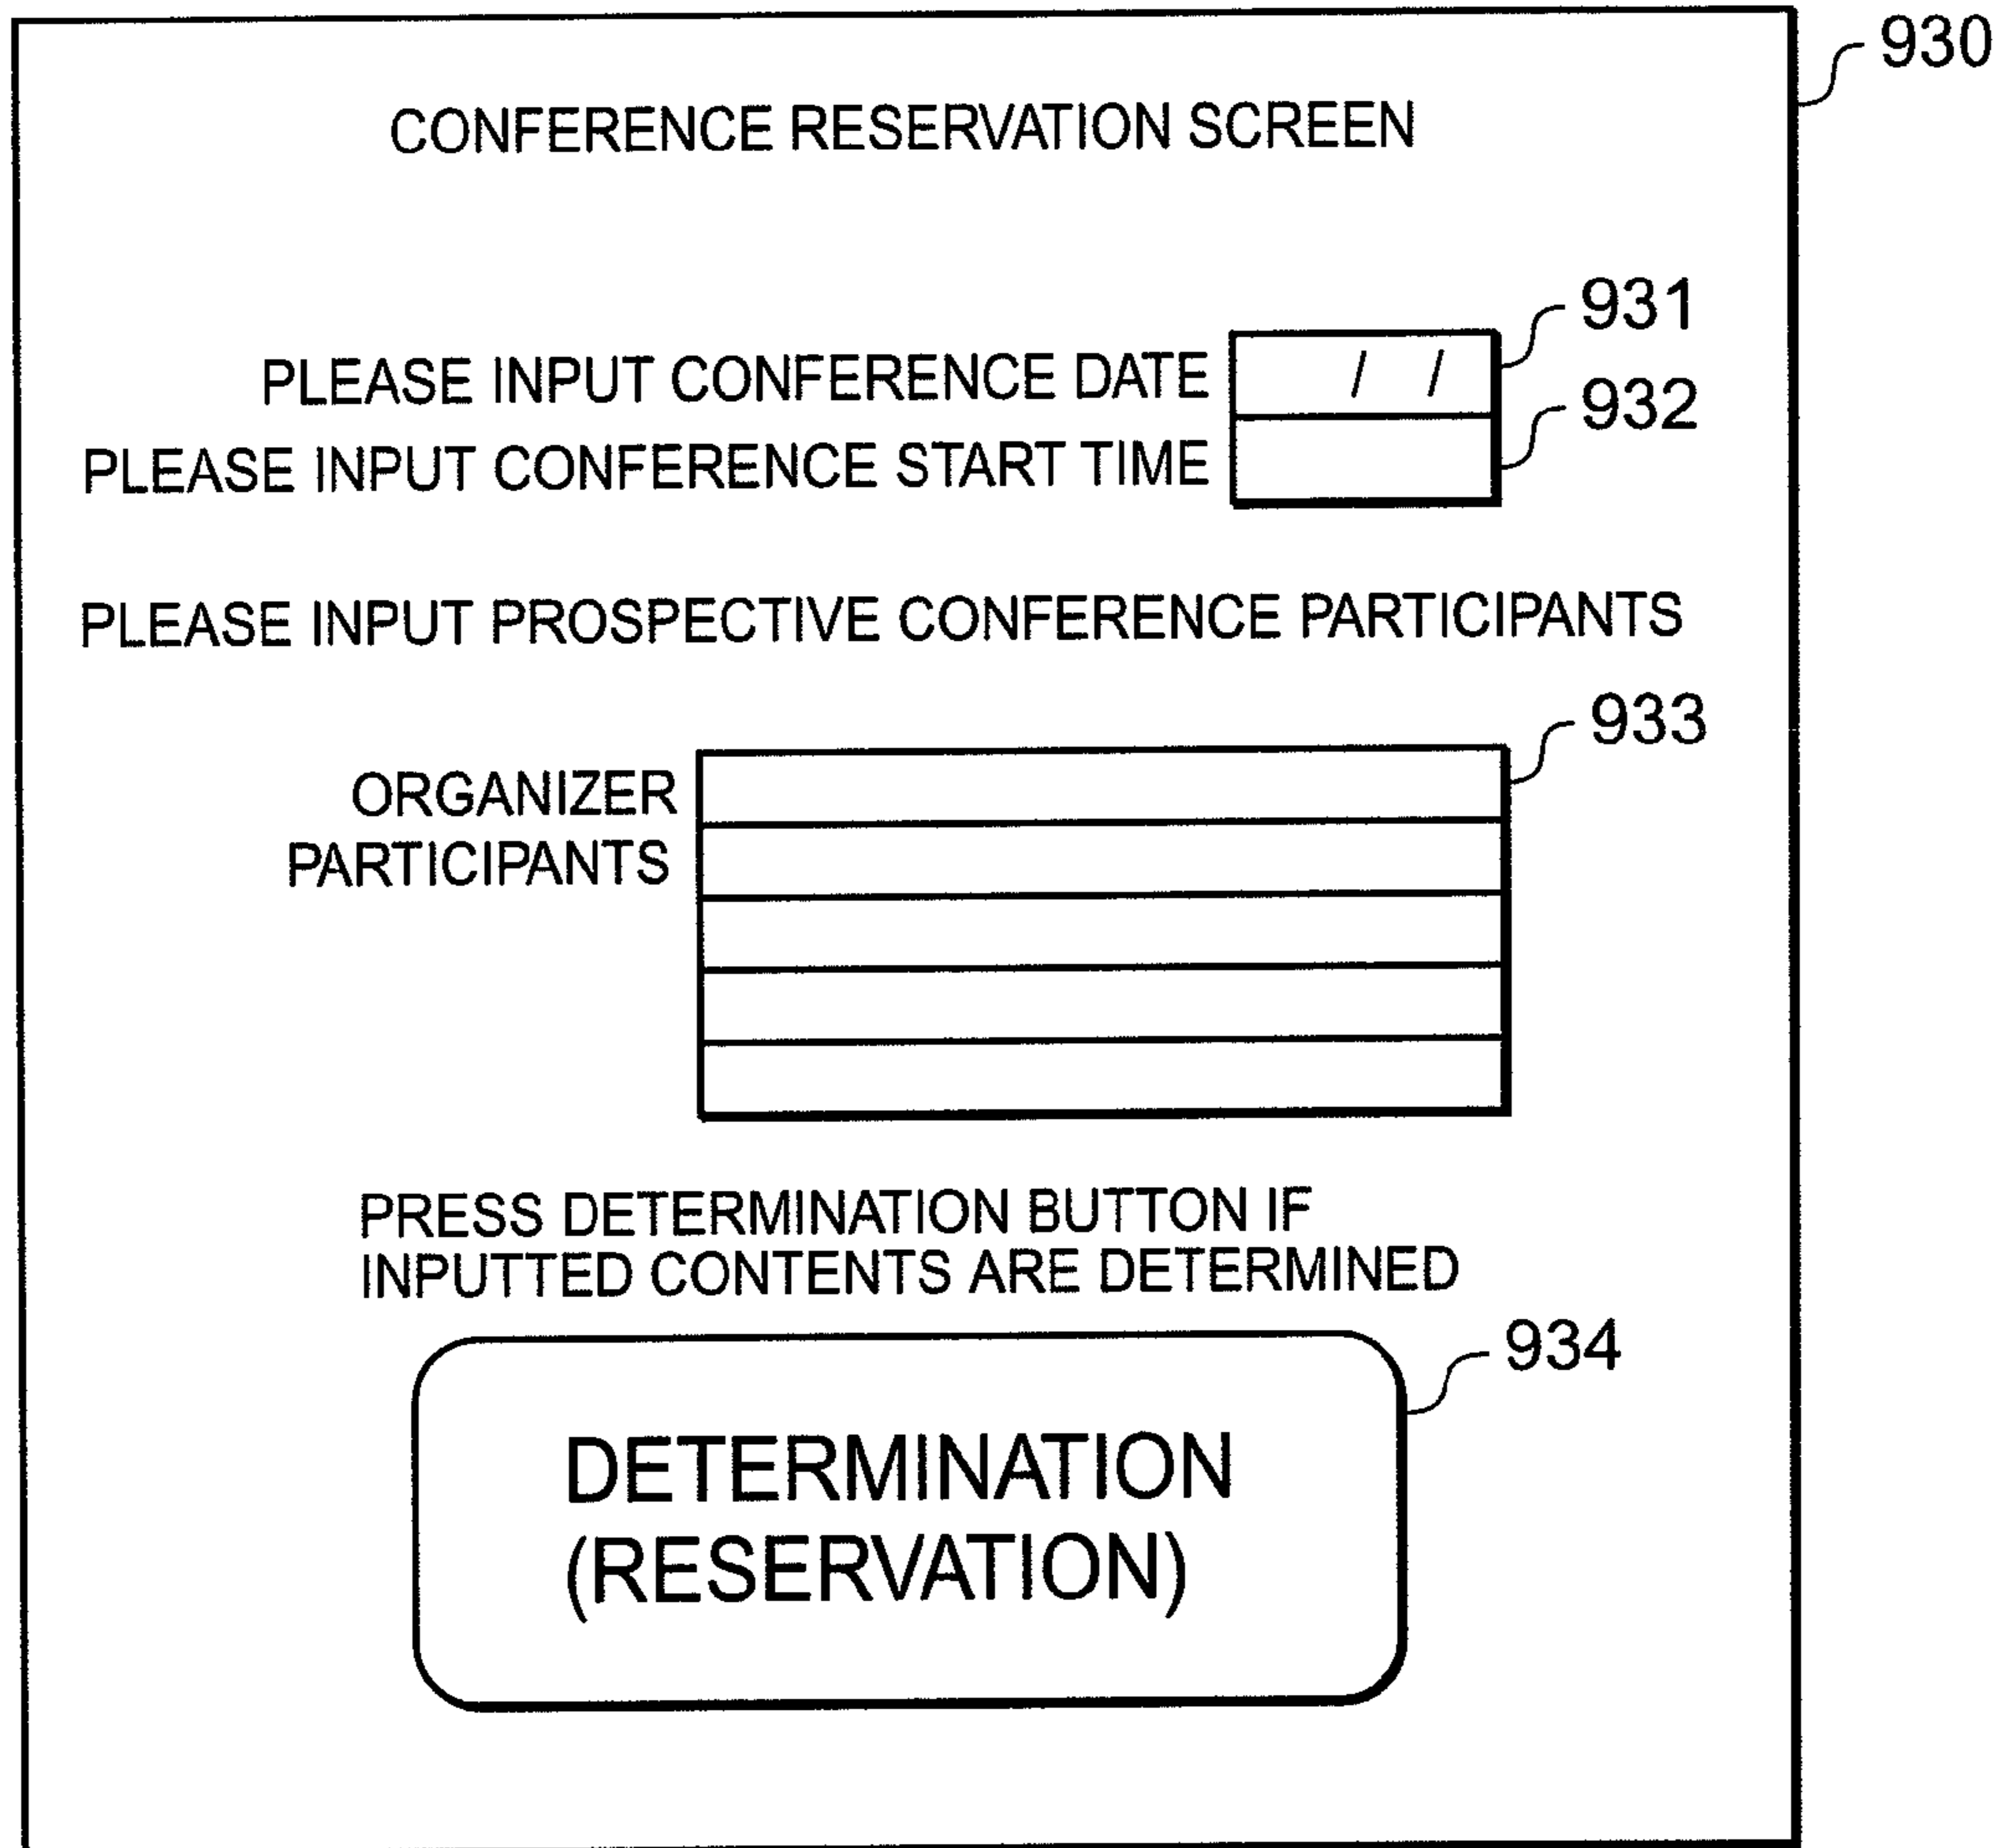 930
CONFERENCE RESERVATION SCREEN
931
PLEASE INPUT CONFERENCE DATE / /
932
PLEASE INPUT CONFERENCE START TIME
PLEASE INPUT PROSPECTIVE CONFERENCE PARTICIPANTS
933
ORGANIZER
PARTICIPANTS
PRESS DETERMINATION BUTTON IF
INPUTTED CONTENTS ARE DETERMINED
934
DETERMINATION
(RESERVATION)